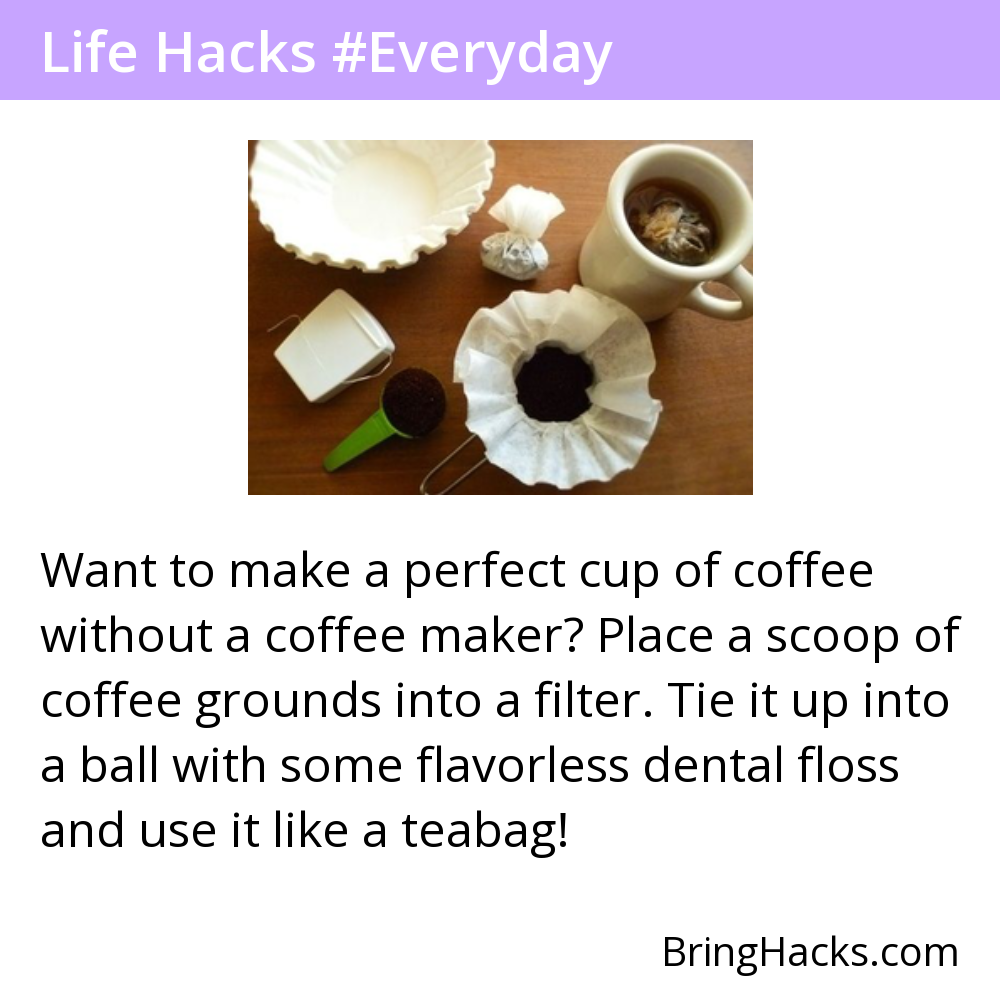 Life Hacks #Everyday
Want to make a perfect cup of coffee
without a coffee maker? Place a scoop of
coffee grounds into a filter. Tie it up into
a ball with some flavorless dental floss
and use it like a teabag!
BringHacks.com